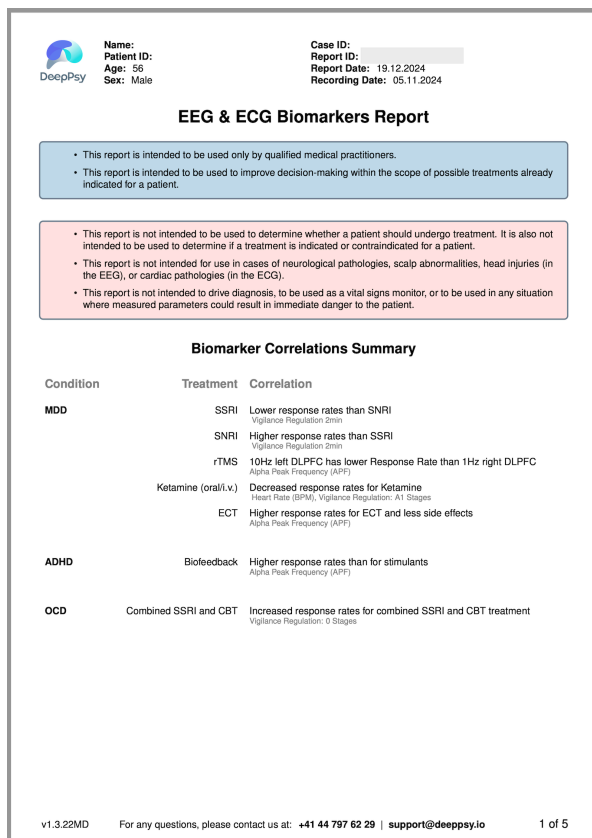 DeepPsy
Name:
Patient ID:
Age: 56
Sex: Male
Case ID:
Report ID:
Report Date: 19.12.2024
Recording Date: 05.11.2024
EEG & ECG Biomarkers Report
• This report is intended to be used only by qualified medical practitioners.
• This report is intended to be used to improve decision-making within the scope of possible treatments already
indicated for a patient.
• This report is not intended to be used to determine whether a patient should undergo treatment. It is also not
intended to be used to determine if a treatment is indicated or contraindicated for a patient.
• This report is not intended for use in cases of neurological pathologies, scalp abnormalities, head injuries (in
the EEG), or cardiac pathologies (in the ECG).
• This report is not intended to drive diagnosis, to be used as a vital signs monitor, or to be used in any situation
where measured parameters could result in immediate danger to the patient.
Biomarker Correlations Summary
Condition Treatment Correlation
MDD SSRI Lower response rates than SNRI
Vigilance Regulation 2min
SNRI Higher response rates than SSRI
Vigilance Regulation 2min
rTMS 10Hz left DLPFC has lower Response Rate than 1Hz right DLPFC
Alpha Peak Frequency (APF)
Ketamine (oral/i.v.) Decreased response rates for Ketamine
Heart Rate (BPM), Vigilance Regulation: A1 Stages
ECT Higher response rates for ECT and less side effects
Alpha Peak Frequency (APF)
ADHD Biofeedback Higher response rates than for stimulants
Alpha Peak Frequency (APF)
OCD Combined SSRI and CBT Increased response rates for combined SSRI and CBT treatment
Vigilance Regulation: 0 Stages
v1.3.22MD For any questions, please contact us at: +41 44 797 62 29 | support@deeppsy.io 1 of 5